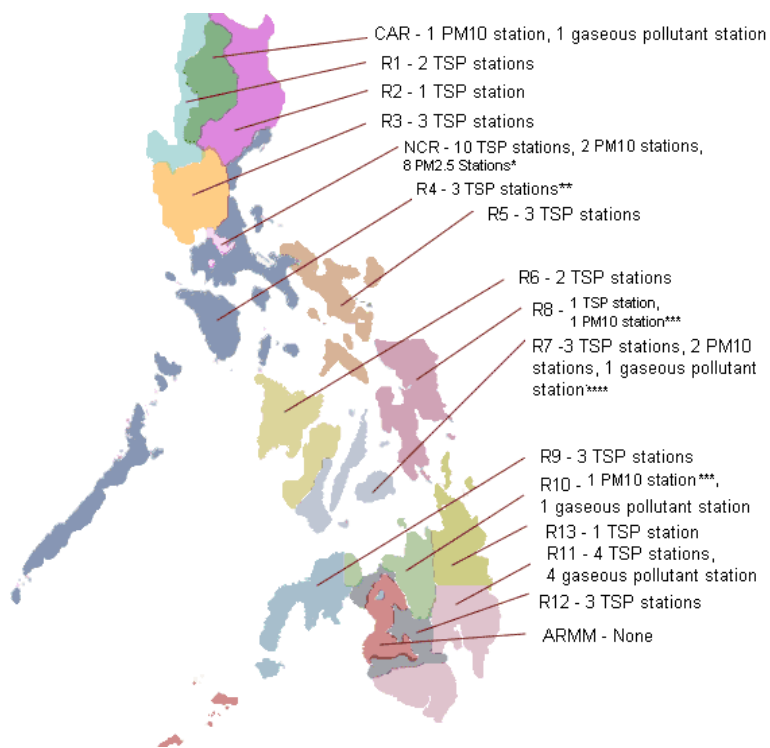 CAR - 1 PM10 station, 1 gaseous pollutant station
R1 - 2 TSP stations
R2 - 1 TSP station
R3 - 3 TSP stations
NCR - 10 TSP stations, 2 PM10 stations,
8 PM2.5 Stations*
R4 - 3 TSP stations**
R5 - 3 TSP stations
R6 - 2 TSP stations
R8 - 1 TSP station,
1 PM10 station***
R7 -3 TSP stations, 2 PM10
stations, 1 gaseous pollutant
station****
R9 - 3 TSP stations
R10 - 1 PM10 station***,
1 gaseous pollutant station
R13 - 1 TSP station
R11 - 4 TSP stations,
4 gaseous pollutant station
R12 - 3 TSP stations
ARMM - None